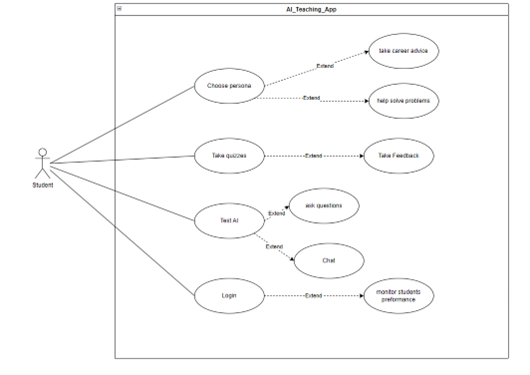 AI_Teaching_App
take career advice
Extend
Choose persona
Extend
help solve problems
Student
Take quizzes
Extend
Take Feedback
ask questions
Extend
Text AI
Extend
Chat
Login
Extend
monitor students
preformance